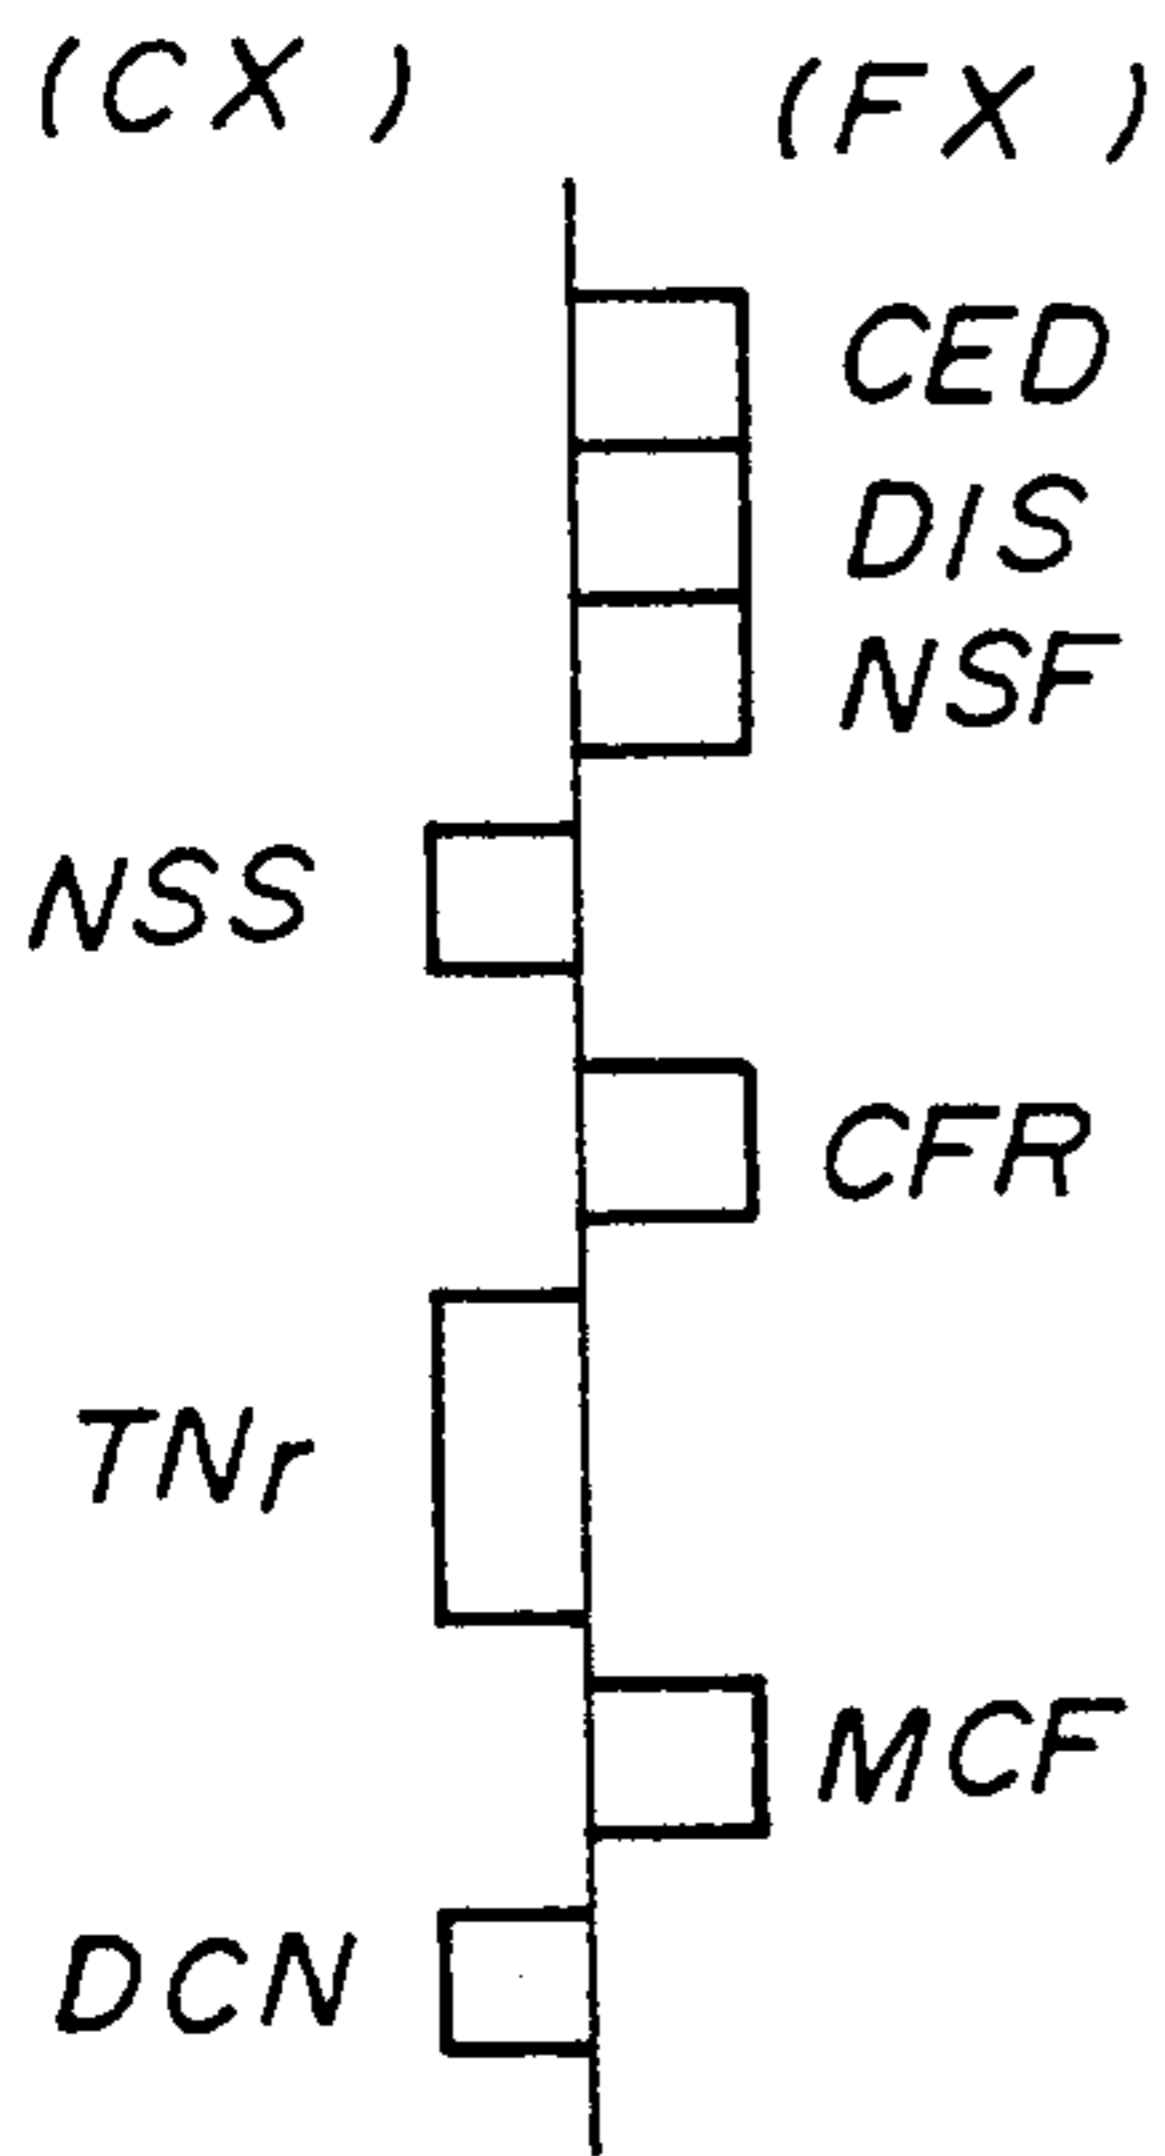 (CX) (FX)
CED
DIS
NSF
NSS
CFR
TNr
MCF
DCN